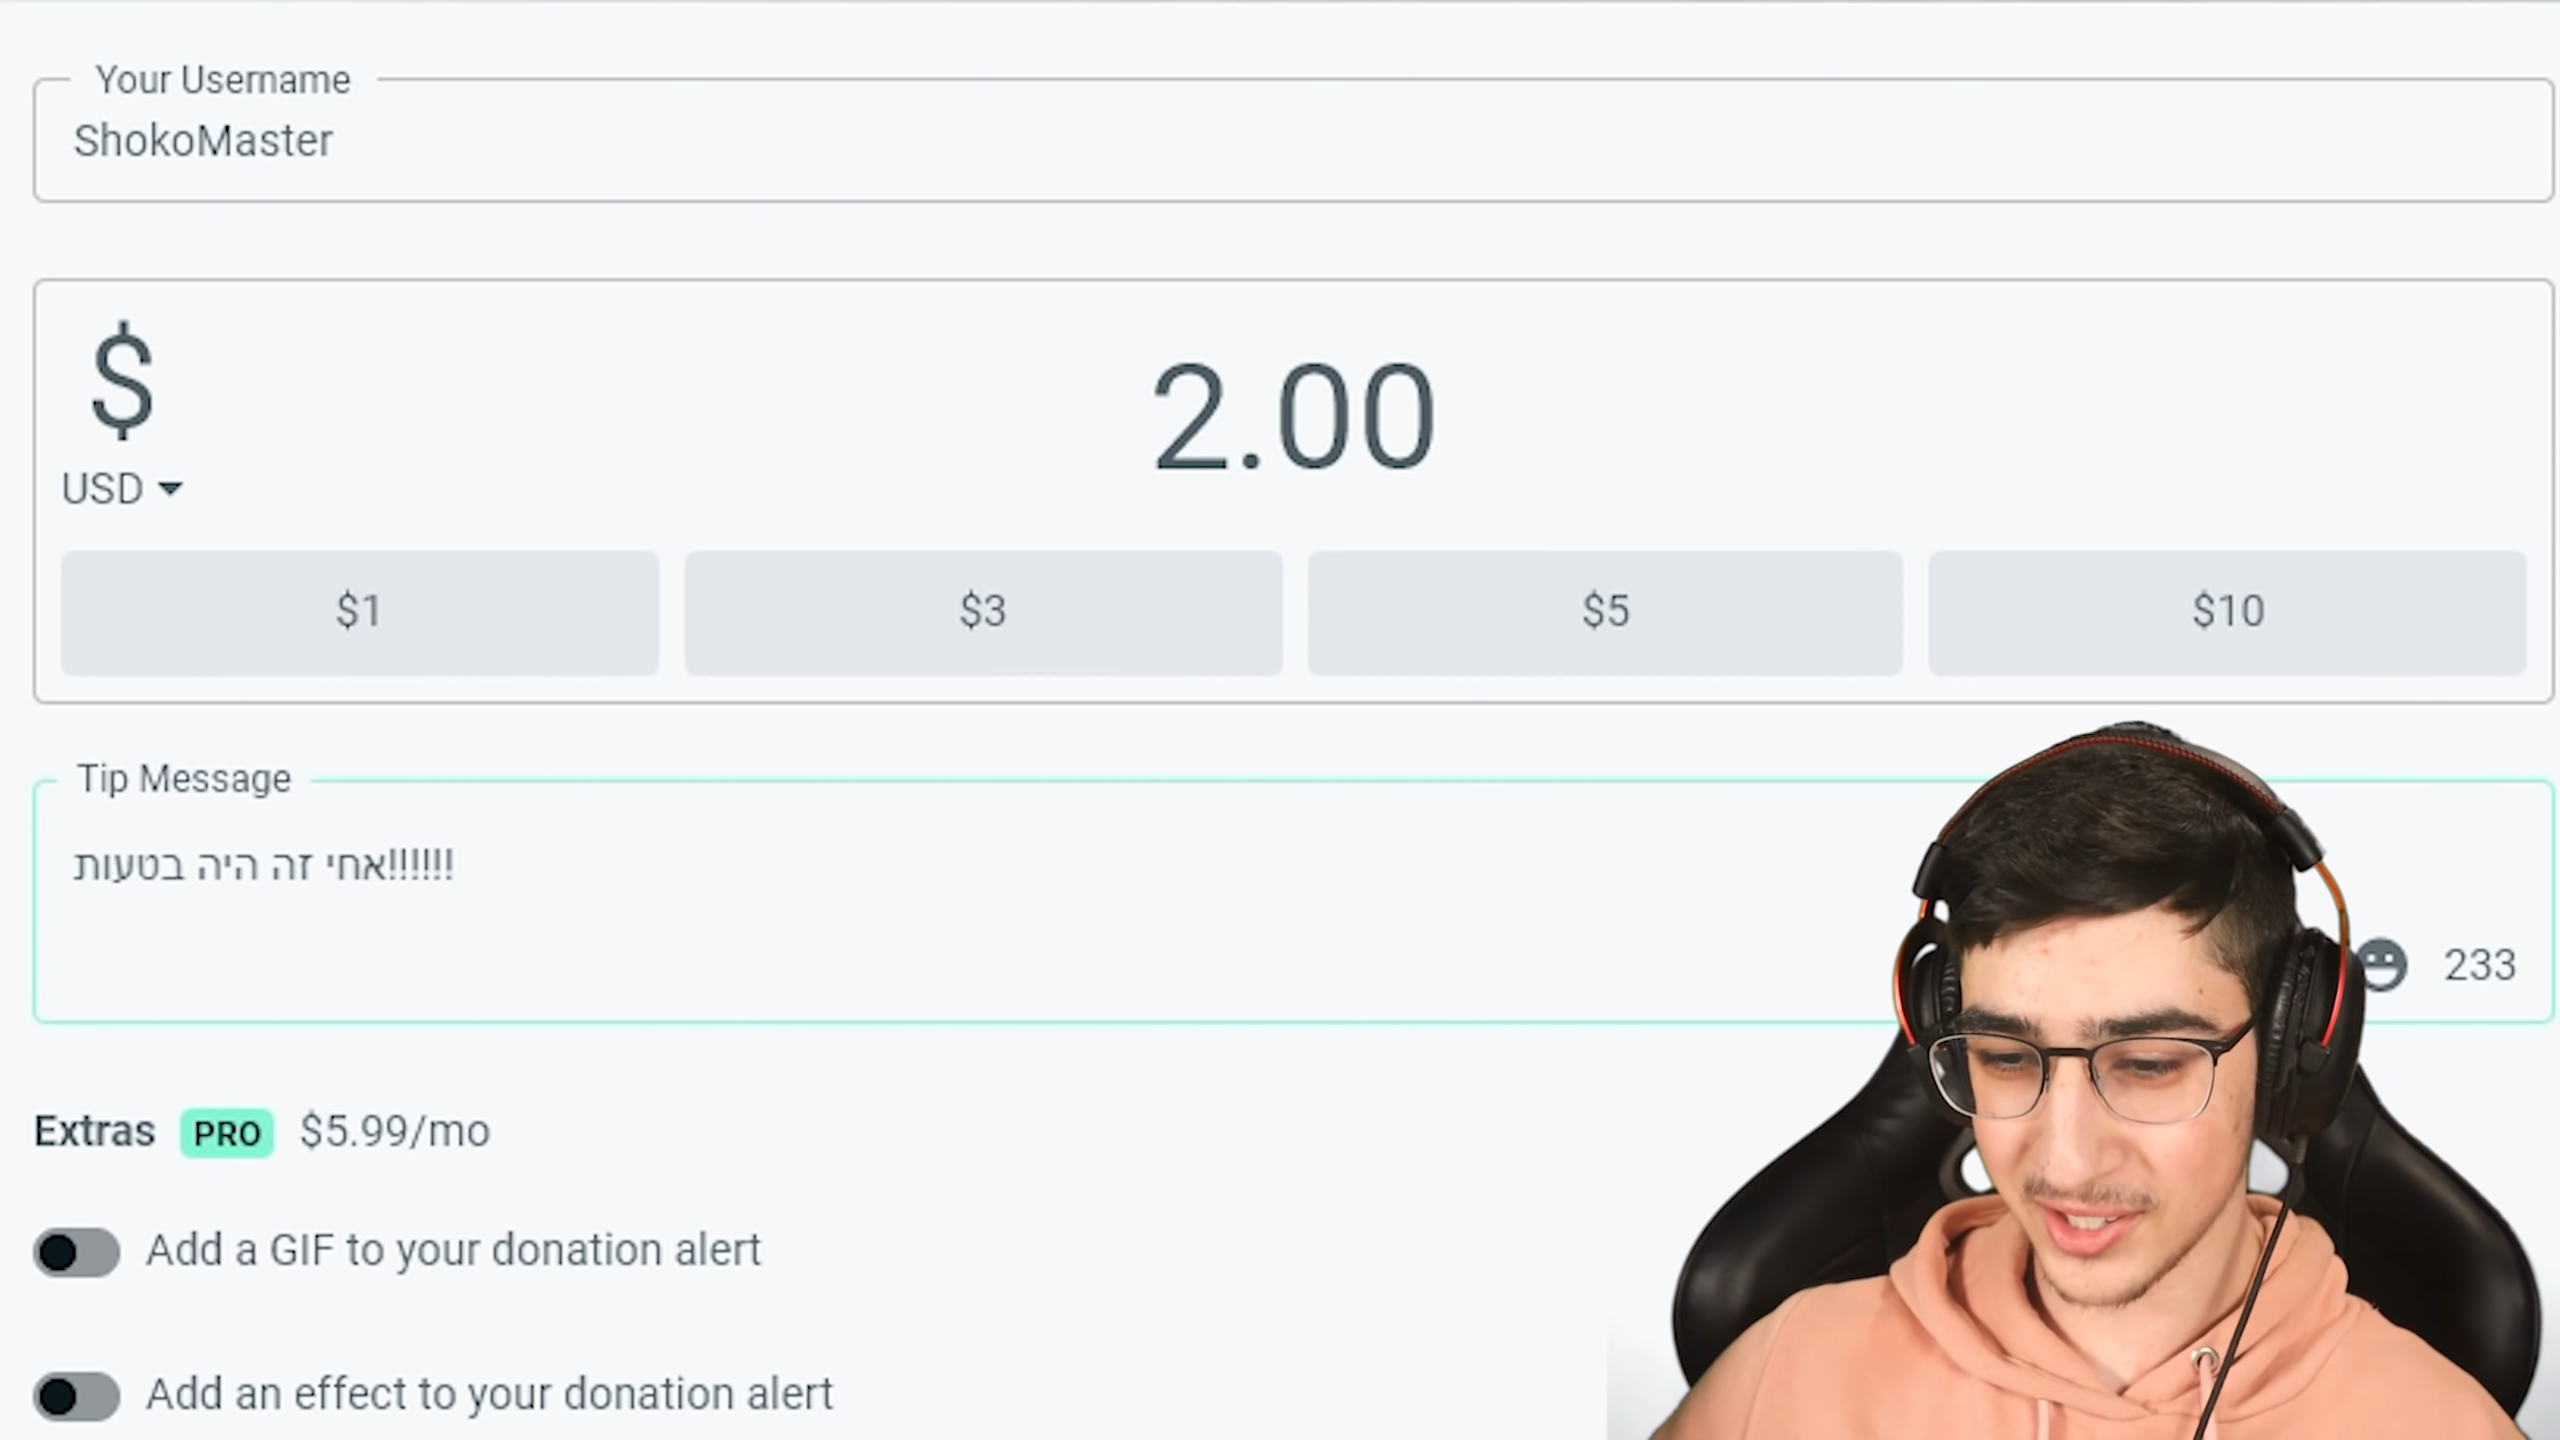 Your Username
ShokoMaster
$
2.00
USD
$1
$3
$5
$10
Tip Message
אחי זה היה בטעות!!!!!!
233
Extras PRO $5.99/mo
Add a GIF to your donation alert
Add an effect to your donation alert